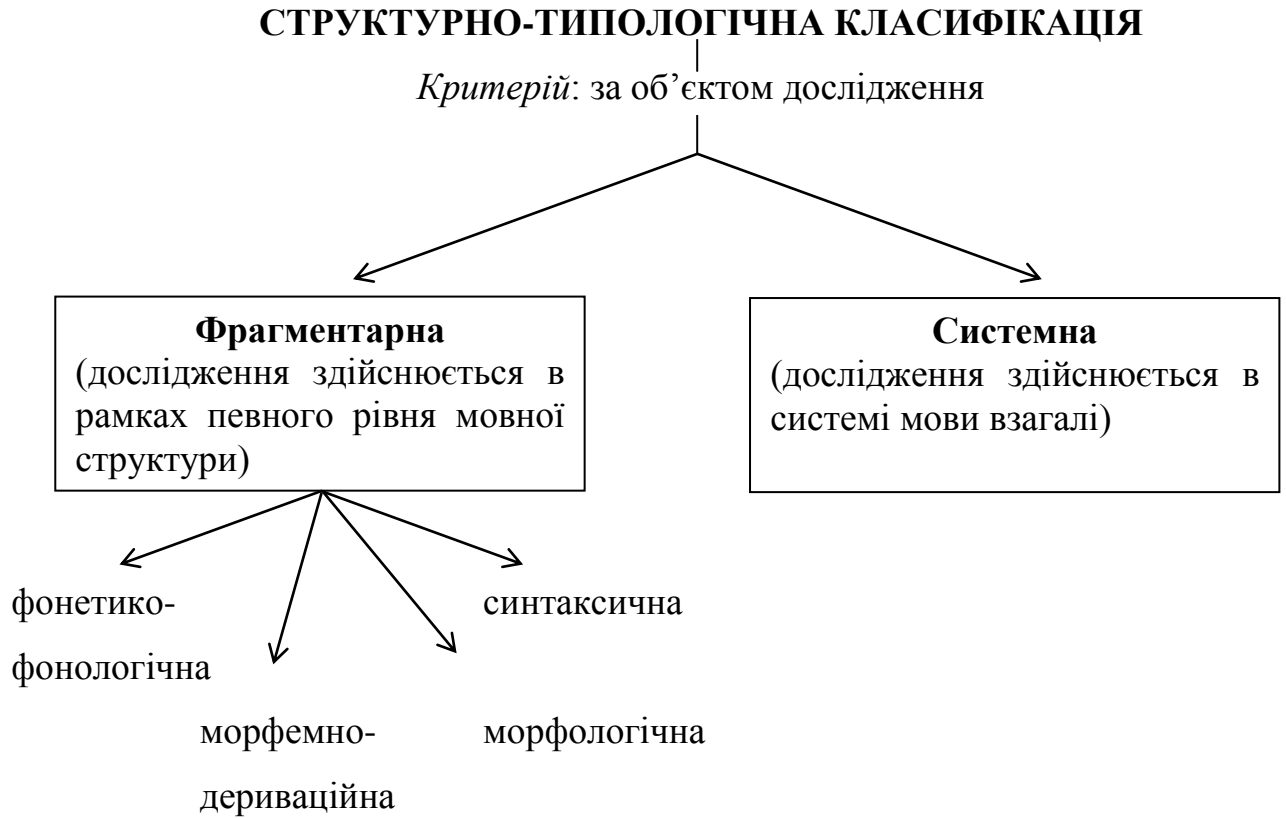 СТРУКТУРНО-ТИПОЛОГІЧНА КЛАСИФІКАЦІЯ
Критерій: за об’єктом дослідження
Фрагментарна
(дослідження здійснюється в
рамках певного рівня мовної
структури)
Системна
(дослідження здійснюється в
системі мови взагалі)
фонетико-
фонологічна
синтаксична
морфемно-
дериваційна
морфологічна